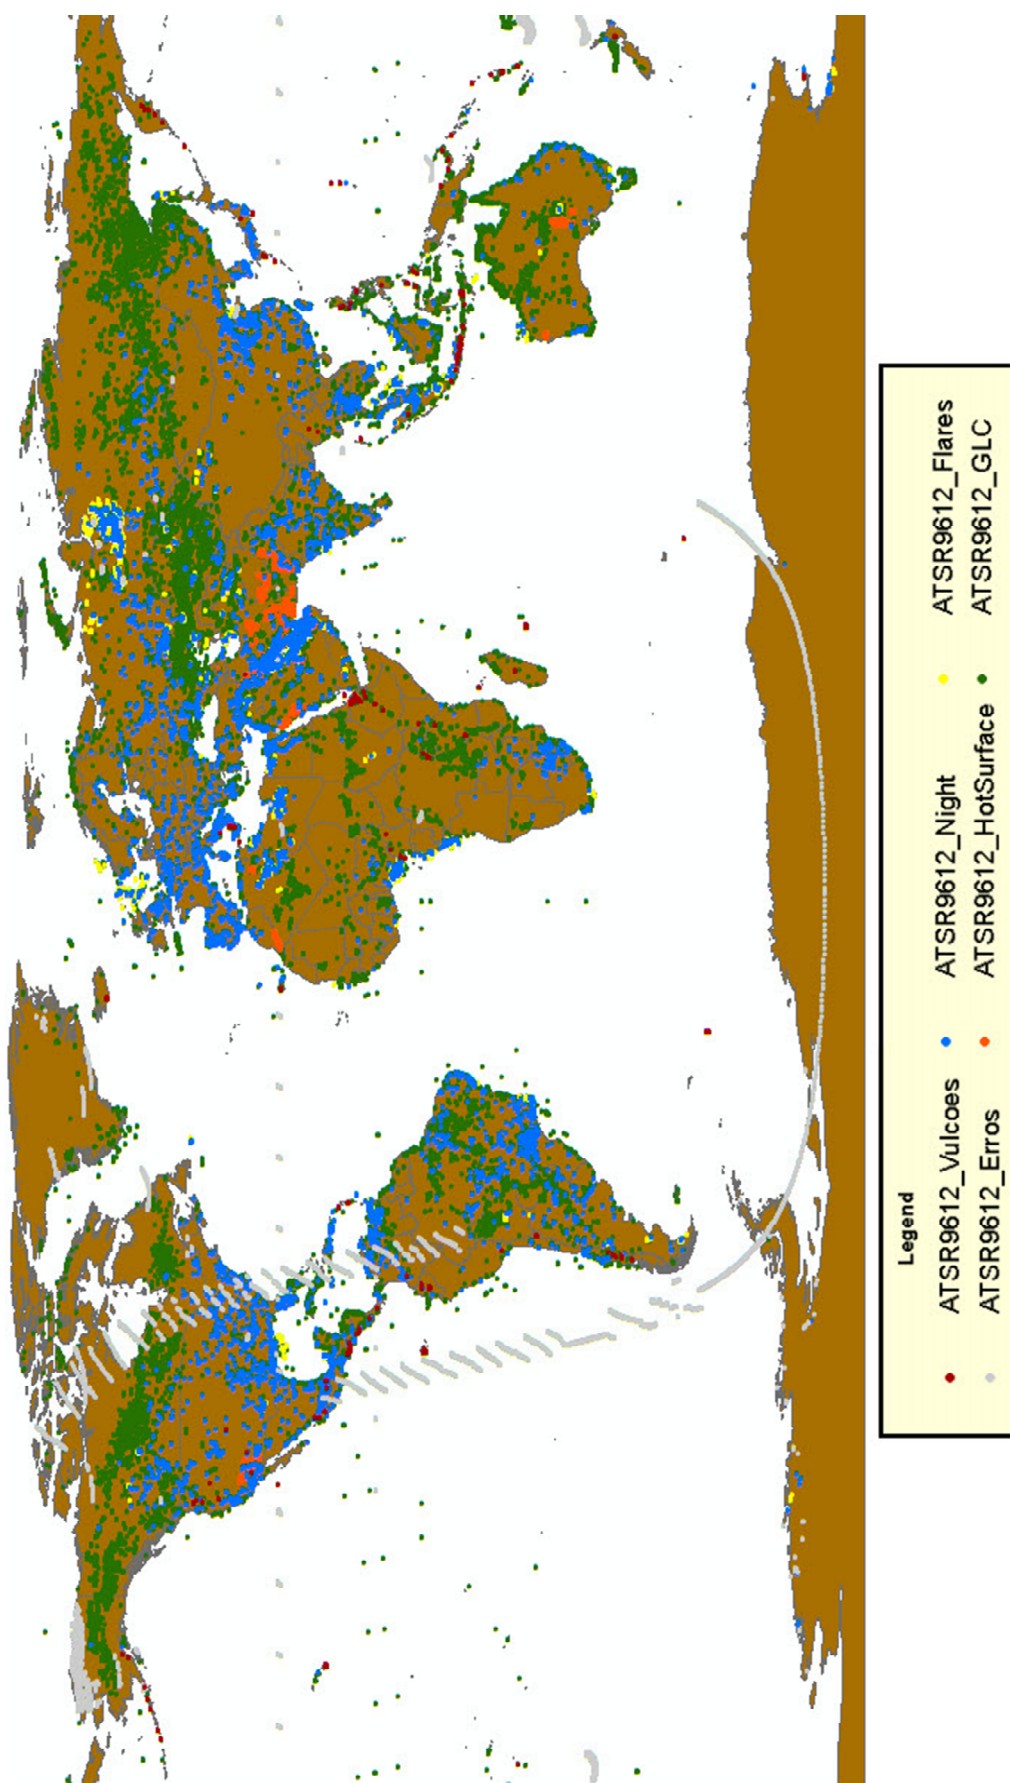 Legend
ATSR9612_Vulcoes ATSR9612_Night ATSR9612_Flares
ATSR9612_Erros ATSR9612_HotSurface ATSR9612_GLC